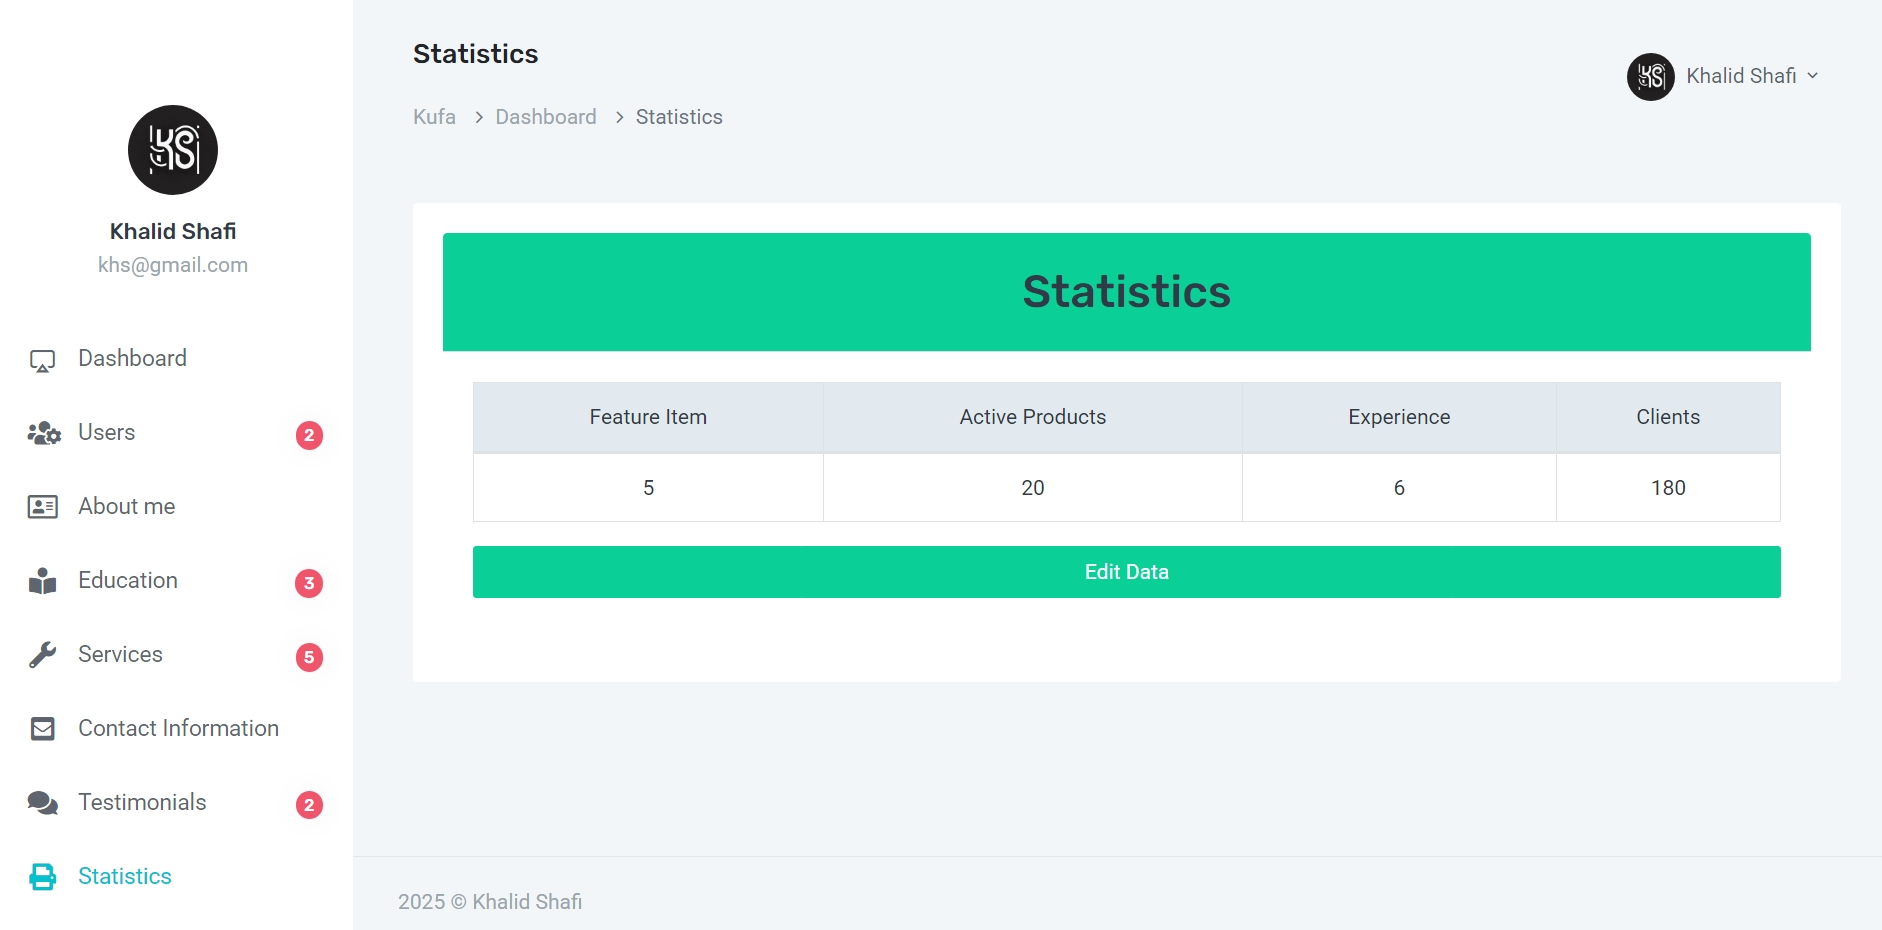 Khalid Shafi
khs@gmail.com
Dashboard
Users 2
About me
Education 3
Services 5
Contact Information
Testimonials 2
Statistics
Statistics
Khalid Shafi
Kufa > Dashboard > Statistics
Statistics
Feature Item Active Products Experience Clients
5 20 6 180
Edit Data
2025 © Khalid Shafi